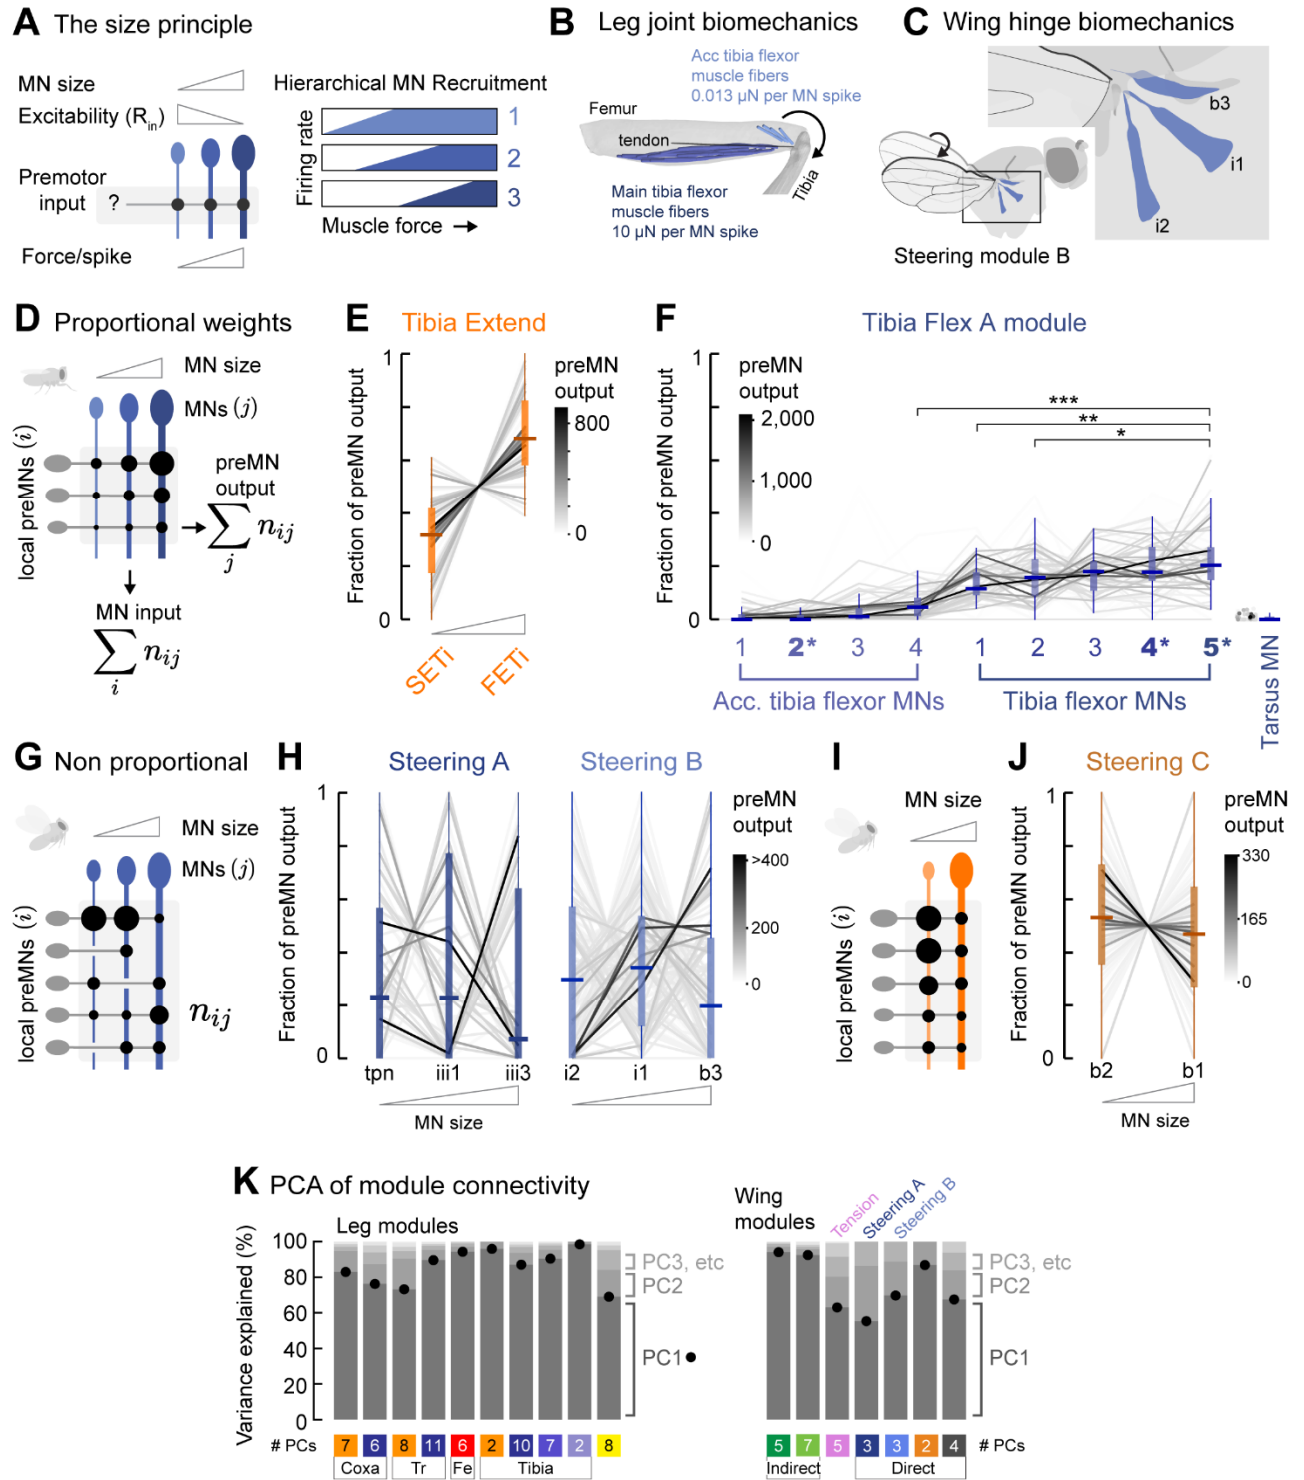 A The size principle
MN size
Excitability (Rin)
Premotor
input
?
Force/spike
Hierarchical MN Recruitment
Firing rate
1
2
3
Muscle force →
B Leg joint biomechanics
Acc tibia flexor
muscle fibers
0.013 µN per MN spike
Femur
tendon
Tibia
Main tibia flexor
muscle fibers
10 µN per MN spike
C Wing hinge biomechanics
b3
i1
i2
Steering module B
D Proportional weights
MN size
MNs (j)
local preMNs (i)
preMN
output
∑ j nij
MN input
∑ i nij
E Tibia Extend
Fraction of preMN output
1
0
preMN
output
800
0
SETi
FETi
F Tibia Flex A module
Fraction of preMN output
1
0
preMN
output
2,000
1,000
0
***
**
*
1 2* 3 4 1 2 3 4* 5*
Acc. tibia flexor MNs
Tibia flexor MNs
Tarsus MN
G Non proportional
MN size
MNs (j)
local preMNs (i)
nij
H Steering A
Steering B
Fraction of preMN output
1
0
tpn iii1 iii3
i2 i1 b3
MN size
preMN
output
>400
200
0
I
MN size
local preMNs (i)
J Steering C
Fraction of preMN output
1
0
b2 b1
MN size
preMN
output
330
165
0
K PCA of module connectivity
Leg modules
Variance explained (%)
100
80
60
40
20
0
PC3, etc
PC2
PC1
# PCs
7 6 8 11 6 2 10 7 2 8
Coxa Tr Fe Tibia
Wing
modules
Tension
Steering A
Steering B
PC3, etc
PC2
PC1
5 7 5 3 3 2 4
# PCs
Indirect Direct